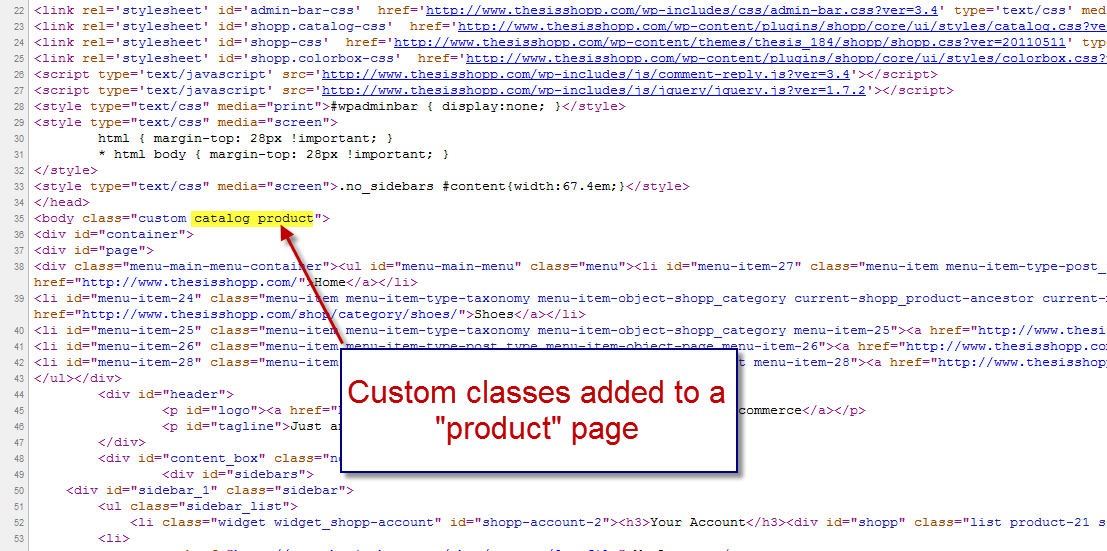 22 <link rel='stylesheet' id='admin-bar-css'  href='http://www.thesisshopp.com/wp-includes/css/admin-bar.css?ver=3.4' type='text/css' med
23 <link rel='stylesheet' id='shopp.catalog-css'  href='http://www.thesisshopp.com/wp-content/plugins/shopp/core/ui/styles/catalog.css?ve
24 <link rel='stylesheet' id='shopp-css'  href='http://www.thesisshopp.com/wp-content/themes/thesis_184/shopp/shopp.css?ver=20110511' typ
25 <link rel='stylesheet' id='shopp.colorbox-css'  href='http://www.thesisshopp.com/wp-content/plugins/shopp/core/ui/styles/colorbox.css?
26 <script type='text/javascript' src='http://www.thesisshopp.com/wp-includes/js/comment-reply.js?ver=3.4'></script>
27 <script type='text/javascript' src='http://www.thesisshopp.com/wp-includes/js/jquery/jquery.js?ver=1.7.2'></script>
28 <style type="text/css" media="print">#wpadminbar { display:none; }</style>
29 <style type="text/css" media="screen">
30 html { margin-top: 28px !important; }
31 * html body { margin-top: 28px !important; }
32 </style>
33 <style type="text/css" media="screen">.no_sidebars #content{width:67.4em;}</style>
34 </head>
35 <body class="custom catalog product">
36 <div id="container">
37 <div id="page">
38 <div class="menu-main-menu-container"><ul id="menu-main-menu" class="menu"><li id="menu-item-27" class="menu-item menu-item-type-post_
href="http://www.thesisshopp.com/">Home</a></li>
39 <li id="menu-item-24" class="menu-item menu-item-type-taxonomy menu-item-object-shopp_category current-shopp_product-ancestor current-
href="http://www.thesisshopp.com/shop/category/shoes/">Shoes</a></li>
40 <li id="menu-item-25" class="menu-item menu-item-type-taxonomy menu-item-object-shopp_category menu-item-25"><a href="http://www.thesi
41 <li id="menu-item-26" class="menu-item menu-item-type-post_type menu-item-object-page menu-item-26"><a href="http://www.thesisshopp.co
42 <li id="menu-item-28" class="menu-item menu-item-28"><a href="http://www.thesisshopp.
43 </ul></div>
44 <div id="header">
45 <p id="logo"><a href=" commerce</a></p>
46 <p id="tagline">Just
47 </div>
48 <div id="content_box" class="
49 <div id="sidebars">
50 <div id="sidebar_1" class="sidebar">
51 <ul class="sidebar_list">
52 <li class="widget widget_shopp-account" id="shopp-account-2"><h3>Your Account</h3><div id="shopp" class="list product-21 s
53 <li>
Custom classes added to a
"product" page